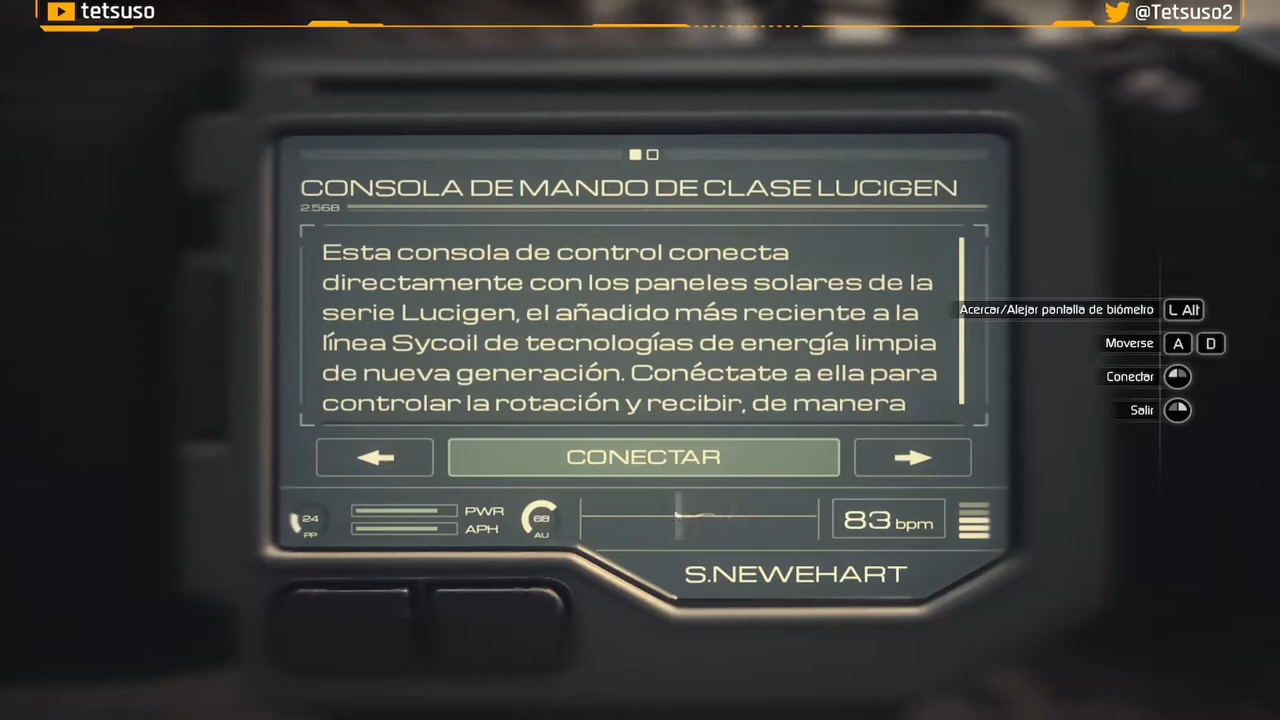 tetsuso
@Tetsuso2
CONSOLA DE MANDO DE CLASE LUCIGEN
2.568
Esta consola de control conecta
directamente con los paneles solares de la
serie Lucigen, el añadido más reciente a la
línea Sycoil de tecnologías de energía limpia
de nueva generación. Conéctate a ella para
controlar la rotación y recibir, de manera
CONECTAR
24
PP
PWR
APH
68
AU
83 bpm
S.NEWEHART
Acercar/Alejar pantalla de biómetro L Alt
Moverse A D
Conectar
Salir